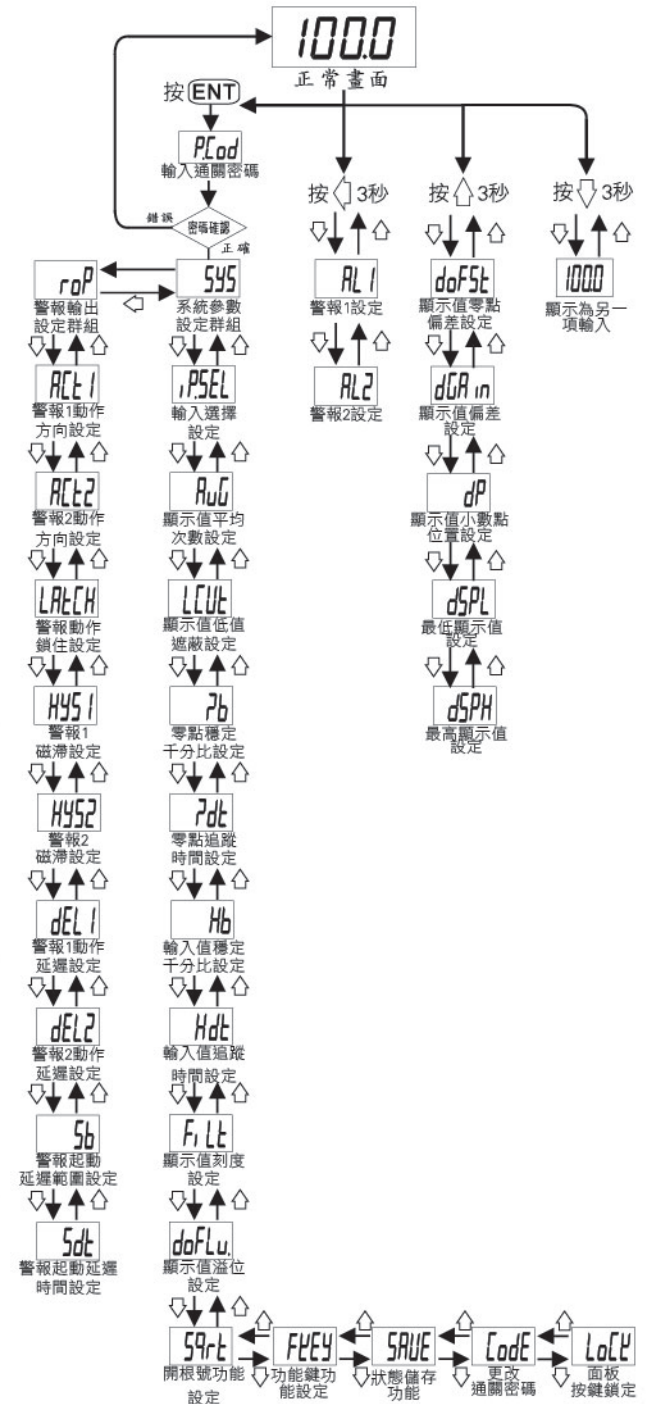 100.0
正常畫面
按 ENT
P.Cod
輸入通關密碼
錯誤
密碼確認
正確
按 3秒
AL1
警報1設定
AL2
警報2設定
按 3秒
doFSt
顯示值零點
偏差設定
dGAin
顯示值偏差
設定
dP
顯示值小數點
位置設定
dSPL
最低顯示值
設定
dSPH
最高顯示值
設定
按 3秒
100.0
顯示為另一
項輸入
roP
警報輸出
設定群組
ACt1
警報1動作
方向設定
ACt2
警報2動作
方向設定
LAtCH
警報動作
鎖住設定
HYS1
警報1
磁滯設定
HYS2
警報2
磁滯設定
dEL1
警報1動作
延遲設定
dEL2
警報2動作
延遲設定
Sb
警報起動
延遲範圍設定
Sdt
警報起動延遲
時間設定
SYS
系統參數
設定群組
iP.SEL
輸入選擇
設定
AvG
顯示值平均
次數設定
LCUt
顯示值低值
遮蔽設定
Zb
零點穩定
千分比設定
Zdt
零點追蹤
時間設定
Hb
輸入值穩定
千分比設定
Hdt
輸入值追蹤
時間設定
FiLt
顯示值刻度
設定
doFLu.
顯示值溢位
設定
Sqrt
開根號功能
設定
FKEY
功能鍵功
能設定
SAVE
狀態儲存
功能
CodE
更改
通關密碼
LoCK
面板
按鍵鎖定